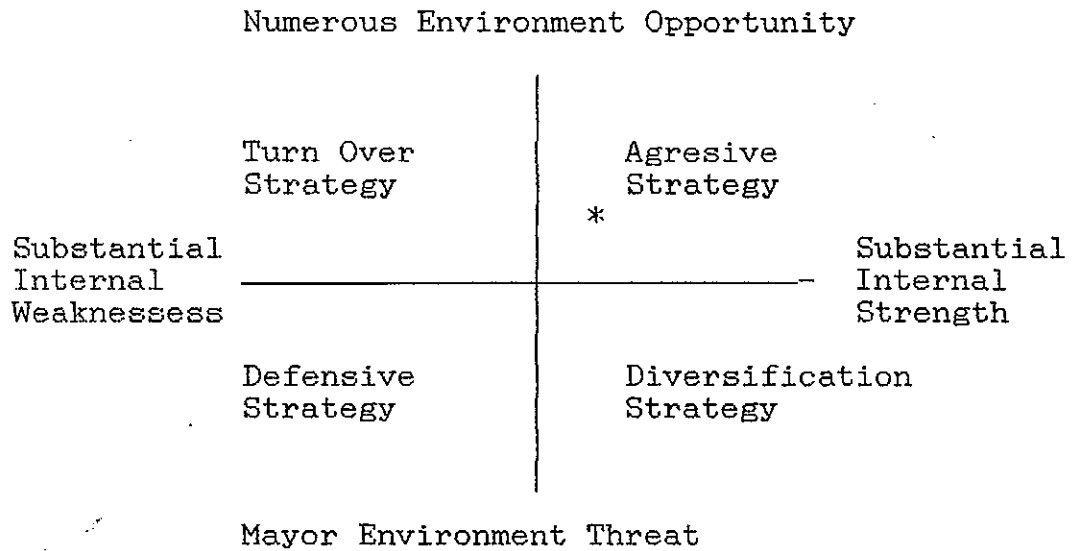 Numerous Environment Opportunity
Turn Over
Strategy
Agresive
Strategy
*
Substantial
Internal
Weaknessess
Substantial
Internal
Strength
Defensive
Strategy
Diversification
Strategy
Mayor Environment Threat